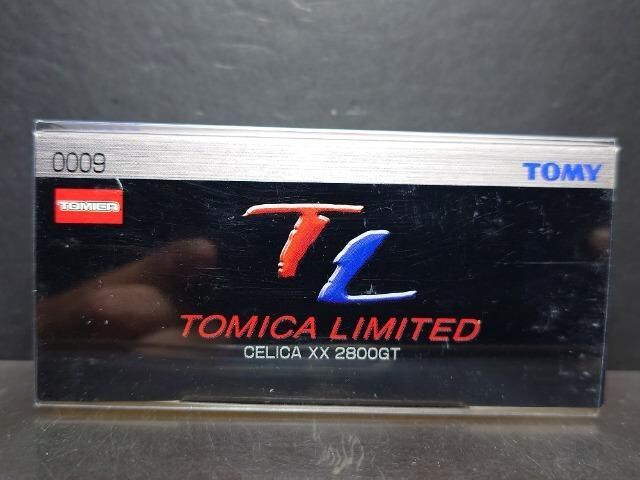 0009
TOMY
TOMICA
TL
TOMICA LIMITED
CELICA XX 2800GT